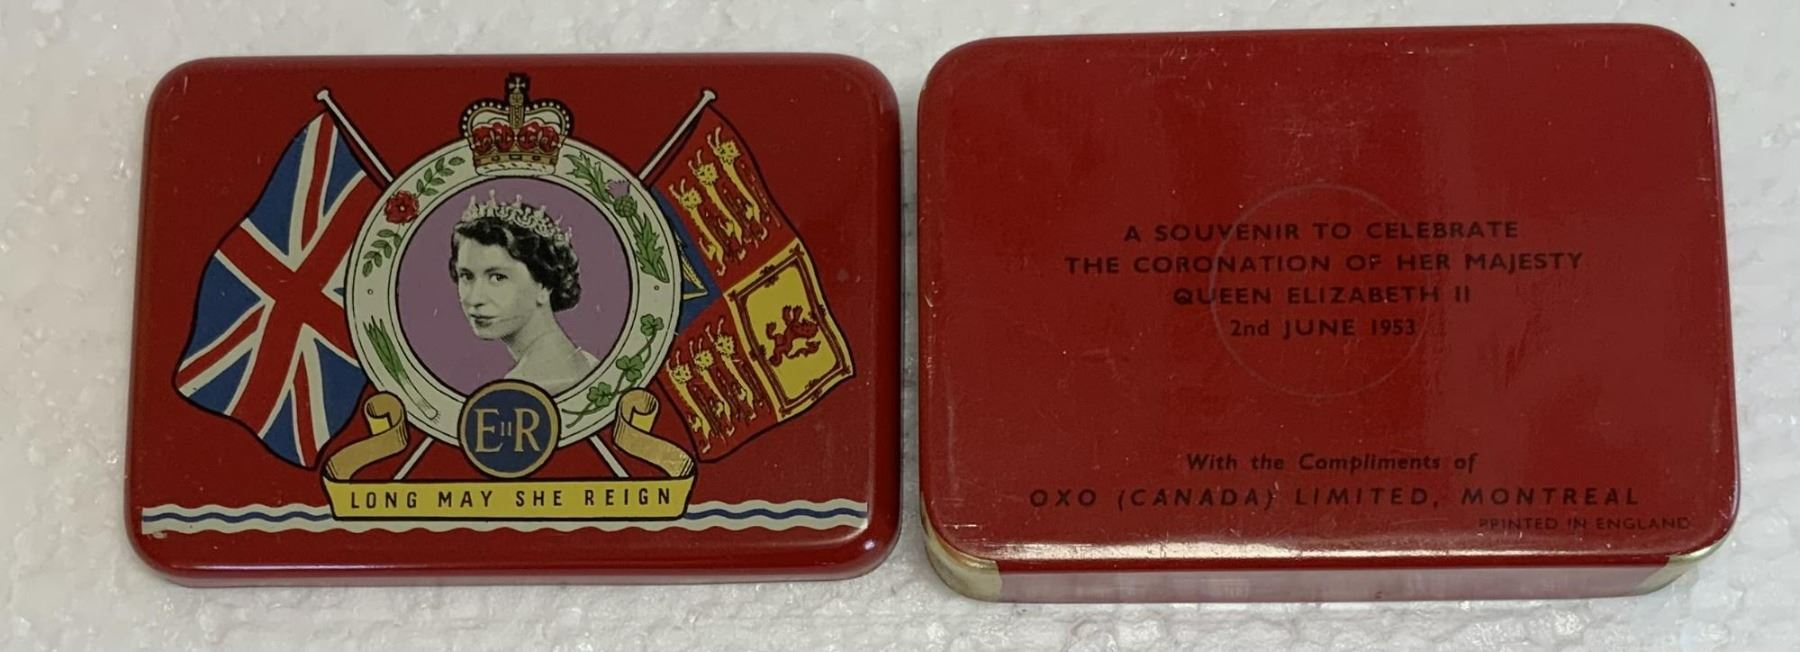 EIIR
LONG MAY SHE REIGN
A SOUVENIR TO CELEBRATE
THE CORONATION OF HER MAJESTY
QUEEN ELIZABETH II
2nd JUNE 1953
With the Compliments of
OXO (CANADA) LIMITED, MONTREAL
PRINTED IN ENGLAND